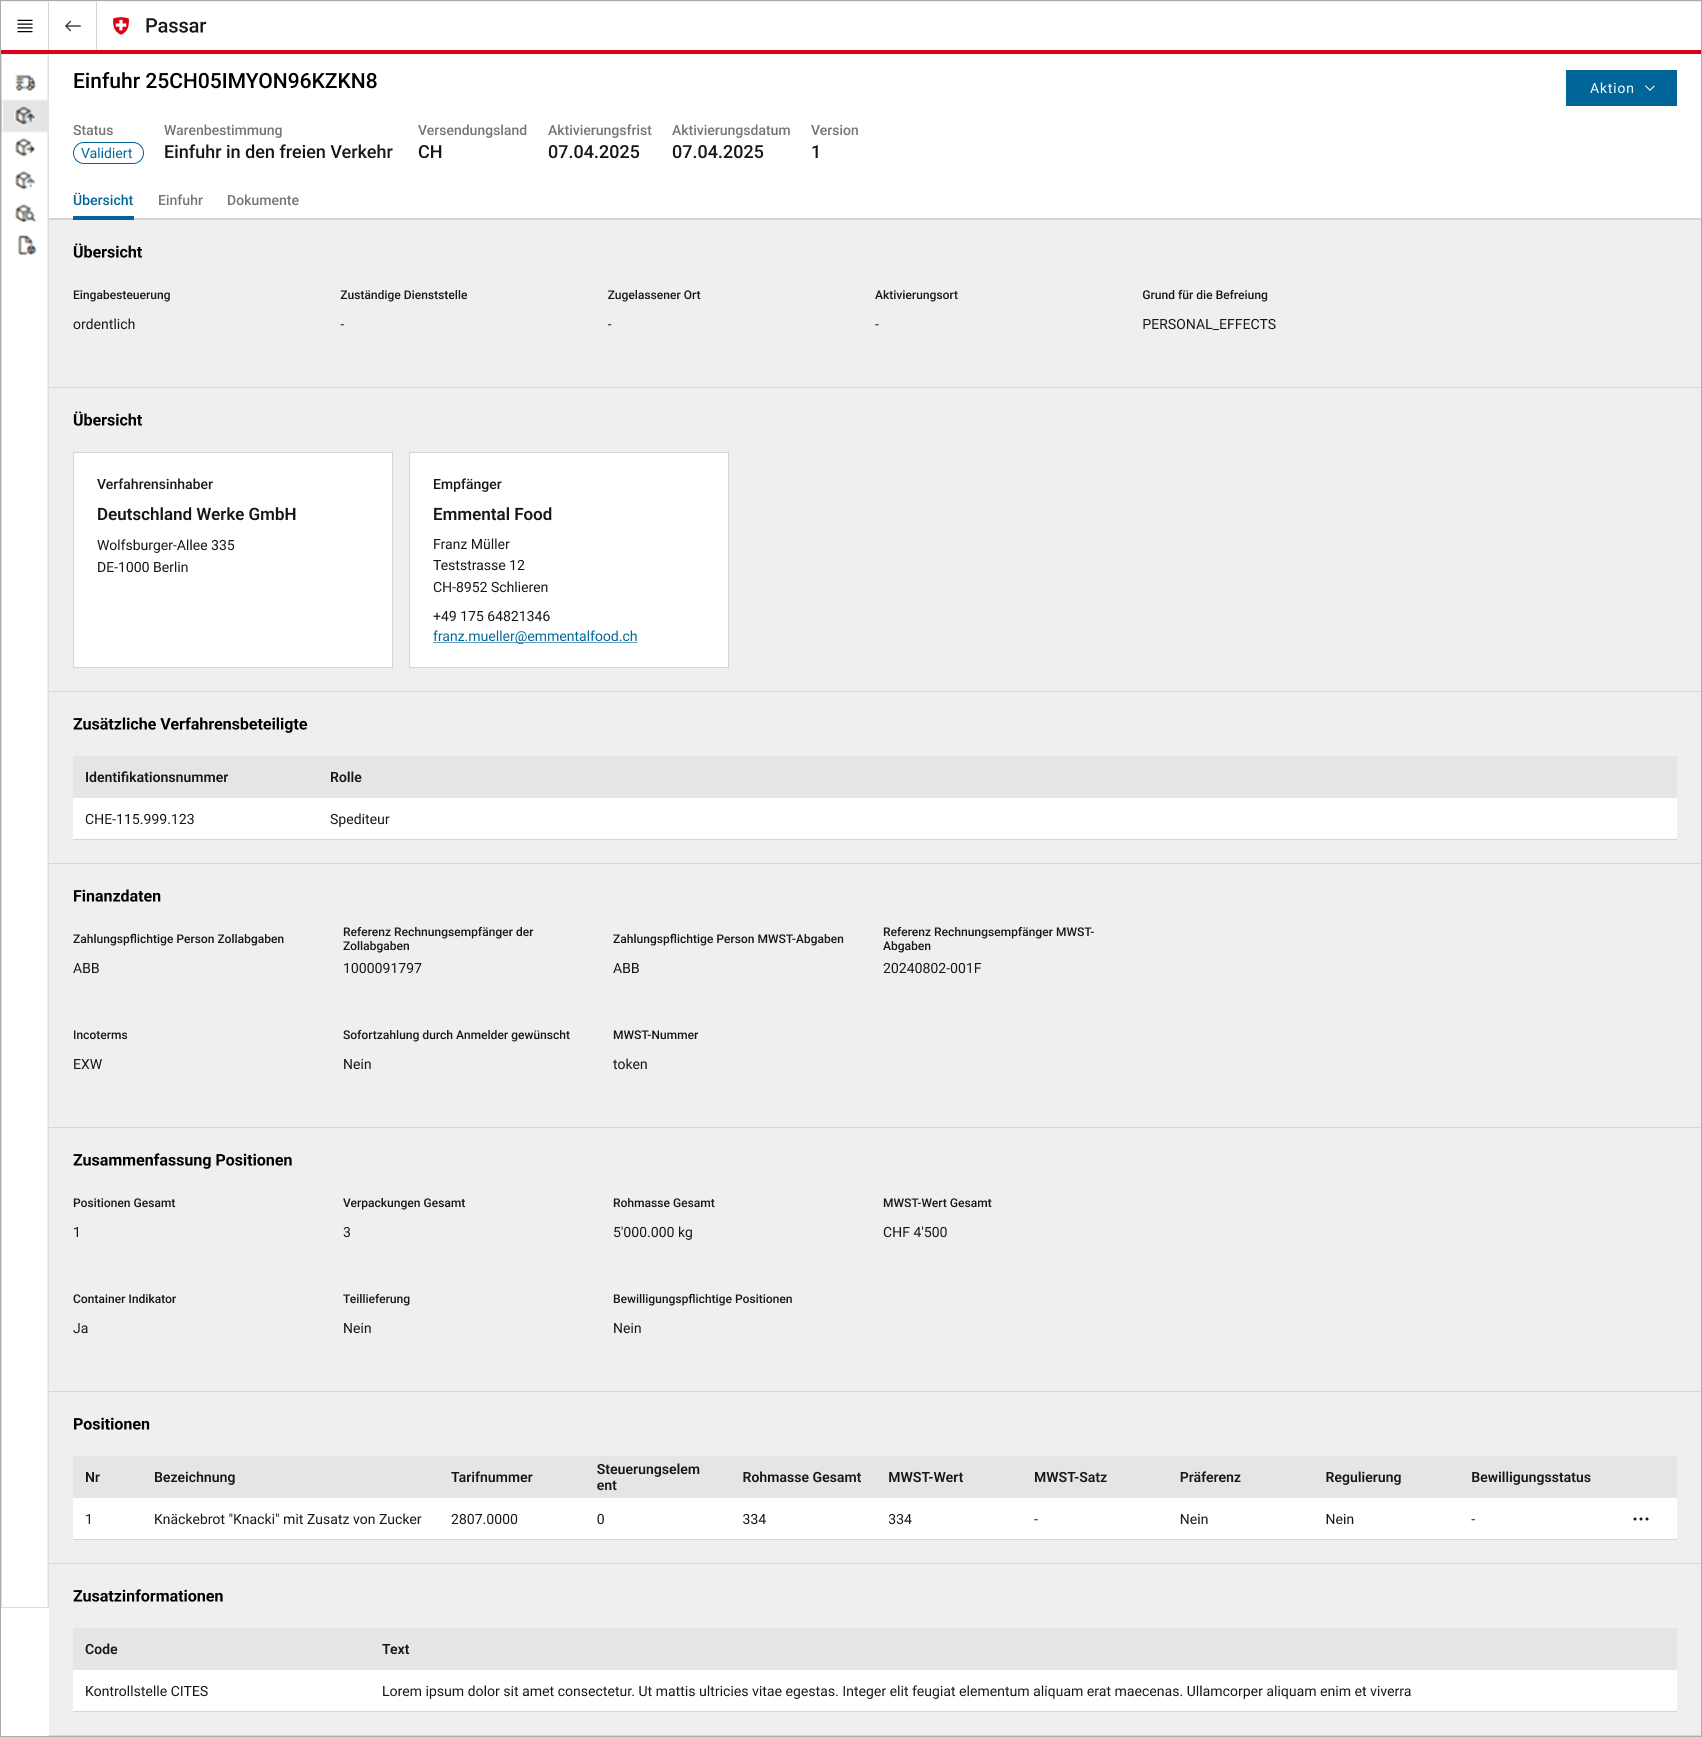 Passar
Einfuhr 25CH05IMYON96KZKN8
Aktion
Status Warenbestimmung Versendungsland Aktivierungsfrist Aktivierungsdatum Version
Validiert Einfuhr in den freien Verkehr CH 07.04.2025 07.04.2025 1
Übersicht Einfuhr Dokumente
Übersicht
Eingabesteuerung Zuständige Dienststelle Zugelassener Ort Aktivierungsort Grund für die Befreiung
ordentlich - - - PERSONAL_EFFECTS
Übersicht
Verfahrensinhaber
Deutschland Werke GmbH
Wolfsburger-Allee 335
DE-1000 Berlin
Empfänger
Emmental Food
Franz Müller
Teststrasse 12
CH-8952 Schlieren
+49 175 64821346
franz.mueller@emmentalfood.ch
Zusätzliche Verfahrensbeteiligte
Identifikationsnummer Rolle
CHE-115.999.123 Spediteur
Finanzdaten
Zahlungspflichtige Person Zollabgaben
ABB
Referenz Rechnungsempfänger der
Zollabgaben
1000091797
Zahlungspflichtige Person MWST-Abgaben
ABB
Referenz Rechnungsempfänger MWST-
Abgaben
20240802-001F
Incoterms Sofortzahlung durch Anmelder gewünscht MWST-Nummer
EXW Nein token
Zusammenfassung Positionen
Positionen Gesamt Verpackungen Gesamt Rohmasse Gesamt MWST-Wert Gesamt
1 3 5'000.000 kg CHF 4'500
Container Indikator Teillieferung Bewilligungspflichtige Positionen
Ja Nein Nein
Positionen
Nr Bezeichnung Tarifnummer Steuerungselem
ent Rohmasse Gesamt MWST-Wert MWST-Satz Präferenz Regulierung Bewilligungsstatus
1 Knäckebrot "Knacki" mit Zusatz von Zucker 2807.0000 0 334 334 - Nein Nein - ...
Zusatzinformationen
Code Text
Kontrollstelle CITES Lorem ipsum dolor sit amet consectetur. Ut mattis ultricies vitae egestas. Integer elit feugiat elementum aliquam erat maecenas. Ullamcorper aliquam enim et viverra